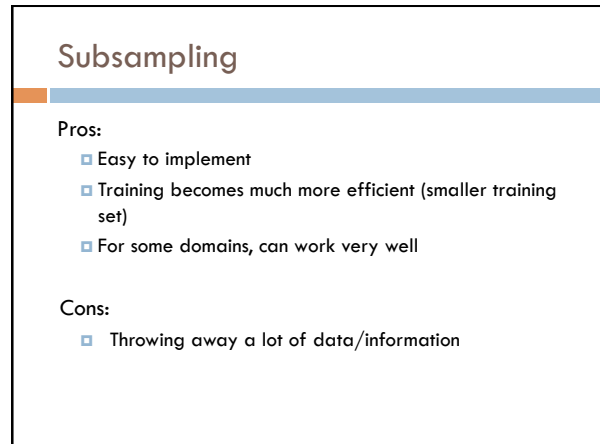 Subsampling
Pros:
Easy to implement
Training becomes much more efficient (smaller training
set)
For some domains, can work very well
Cons:
Throwing away a lot of data/information